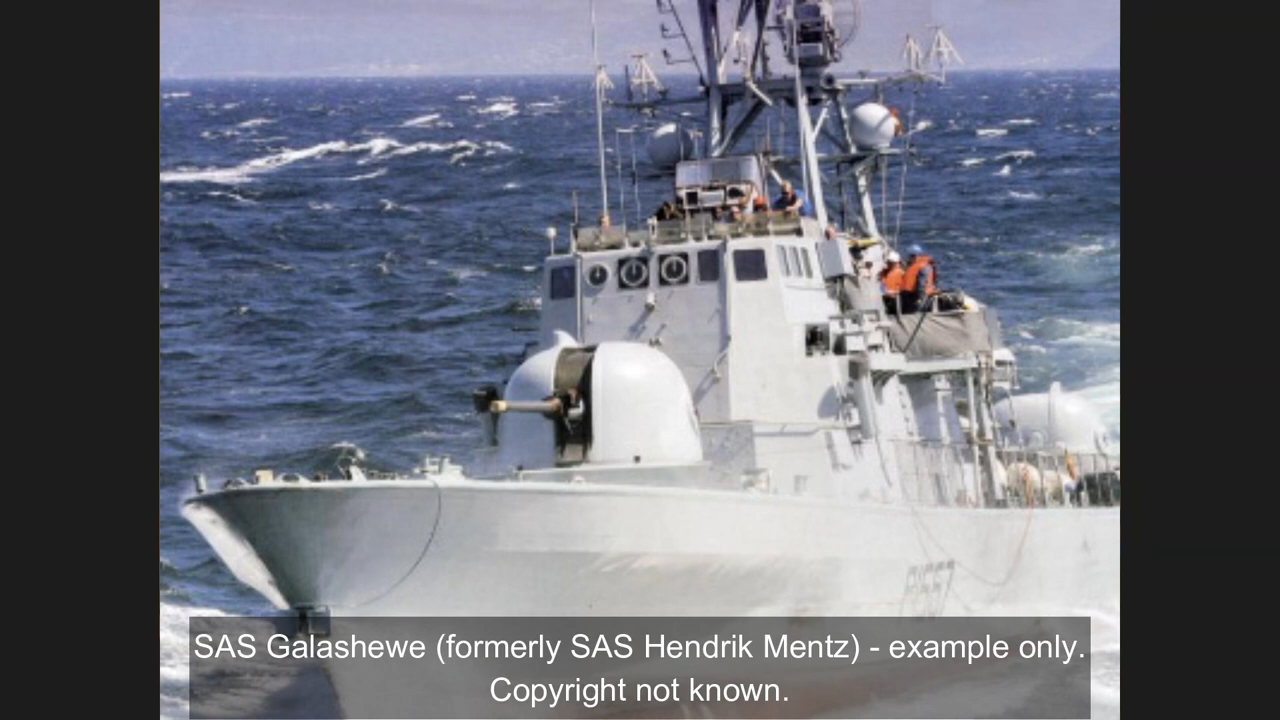 SAS Galashewe (formerly SAS Hendrik Mentz) - example only.
Copyright not known.